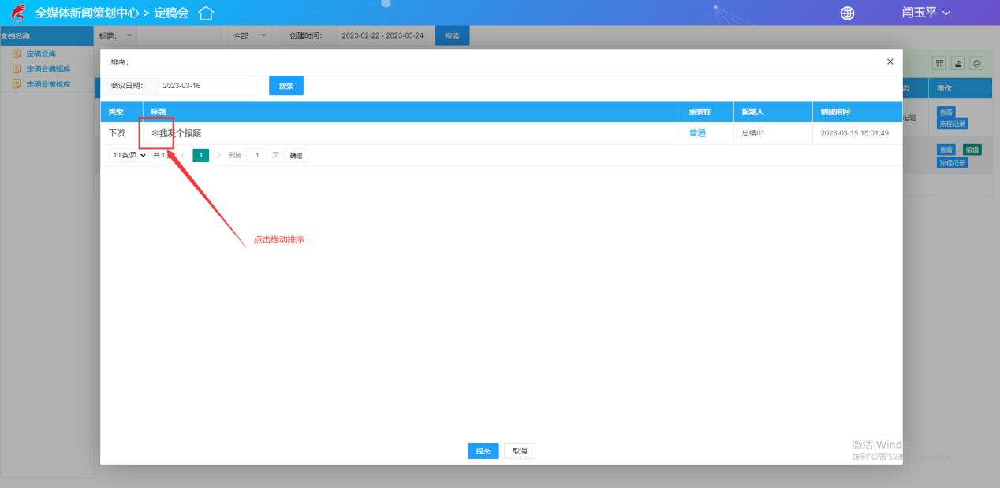 全媒体新闻策划中心 > 定稿会
闫玉平
文档名称
标题:
全部
创建时间:
2023-02-22 - 2023-03-24
搜索
定稿会库
定稿会编辑库
定稿会审核库
排序:
会议日期:
2023-03-16
搜索
类型
标题
重要性
报题人
创建时间
态
操作
下发
❄我发个报题
普通
总编01
2023-03-15 15:01:49
定题
查看
流程记录
10 条/页
共 1
1
到第
1
页
确定
查看
编辑
流程记录
点击拖动排序
提交
取消
激活 Wind
转到"设置"以激